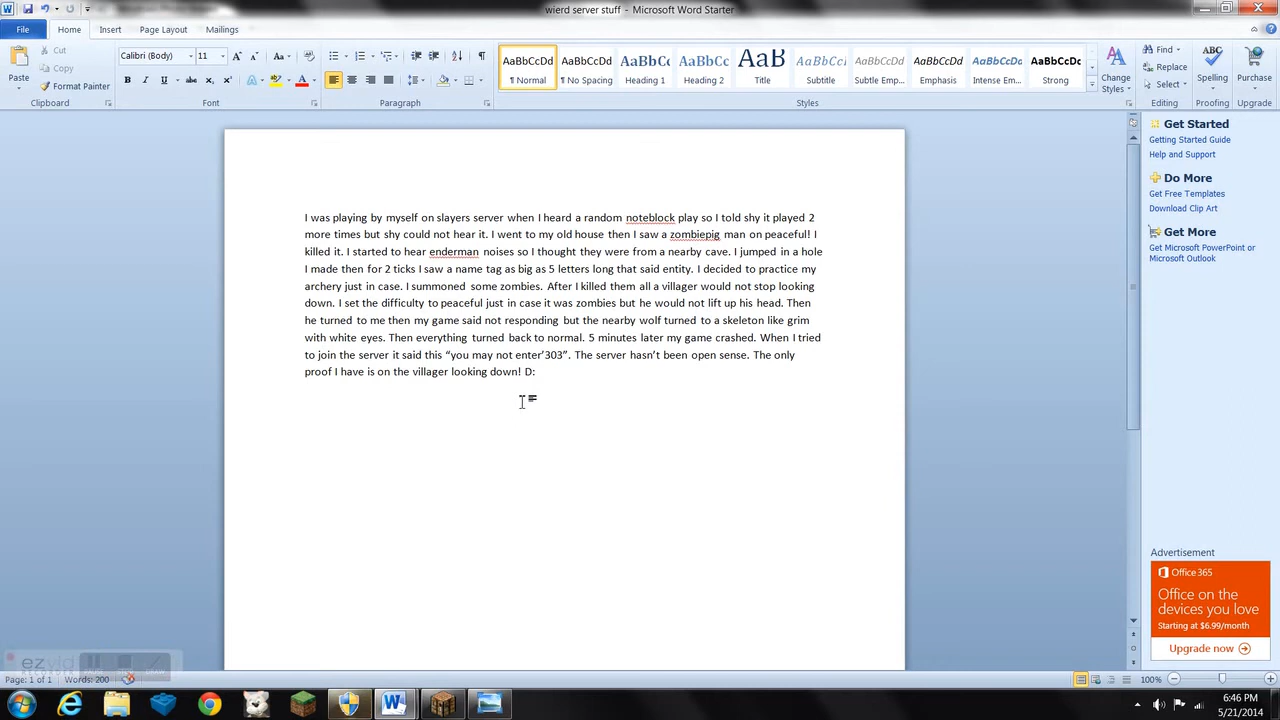 wierd server stuff - Microsoft Word Starter
File
Home
Insert
Page Layout
Mailings
Paste
Cut
Copy
Format Painter
Clipboard
Calibri (Body)
11
Font
Paragraph
AaBbCcDd
¶ Normal
AaBbCcDd
¶ No Spacing
AaBbCc
Heading 1
AaBbCc
Heading 2
AaB
Title
AaBbCc
Subtitle
AaBbCcDd
Subtle Emp...
AaBbCcDd
Emphasis
AaBbCcDd
Intense Em...
AaBbCcDd
Strong
Styles
Change
Styles
Find
Replace
Select
Editing
ABC
Spelling
Proofing
Purchase
Upgrade
I was playing by myself on slayers server when I heard a random noteblock play so I told shy it played 2
more times but shy could not hear it. I went to my old house then I saw a zombiepig man on peaceful! I
killed it. I started to hear enderman noises so I thought they were from a nearby cave. I jumped in a hole
I made then for 2 ticks I saw a name tag as big as 5 letters long that said entity. I decided to practice my
archery just in case. I summoned some zombies. After I killed them all a villager would not stop looking
down. I set the difficulty to peaceful just in case it was zombies but he would not lift up his head. Then
he turned to me then my game said not responding but the nearby wolf turned to a skeleton like grim
with white eyes. Then everything turned back to normal. 5 minutes later my game crashed. When I tried
to join the server it said this “you may not enter’303”. The server hasn’t been open sense. The only
proof I have is on the villager looking down! D:
Get Started
Getting Started Guide
Help and Support
Do More
Get Free Templates
Download Clip Art
Get More
Get Microsoft PowerPoint or
Microsoft Outlook
Advertisement
Office 365
Office on the
devices you love
Starting at $6.99/month
Upgrade now
ezvid
Page: 1 of 1
Words: 200
100%
6:46 PM
5/21/2014